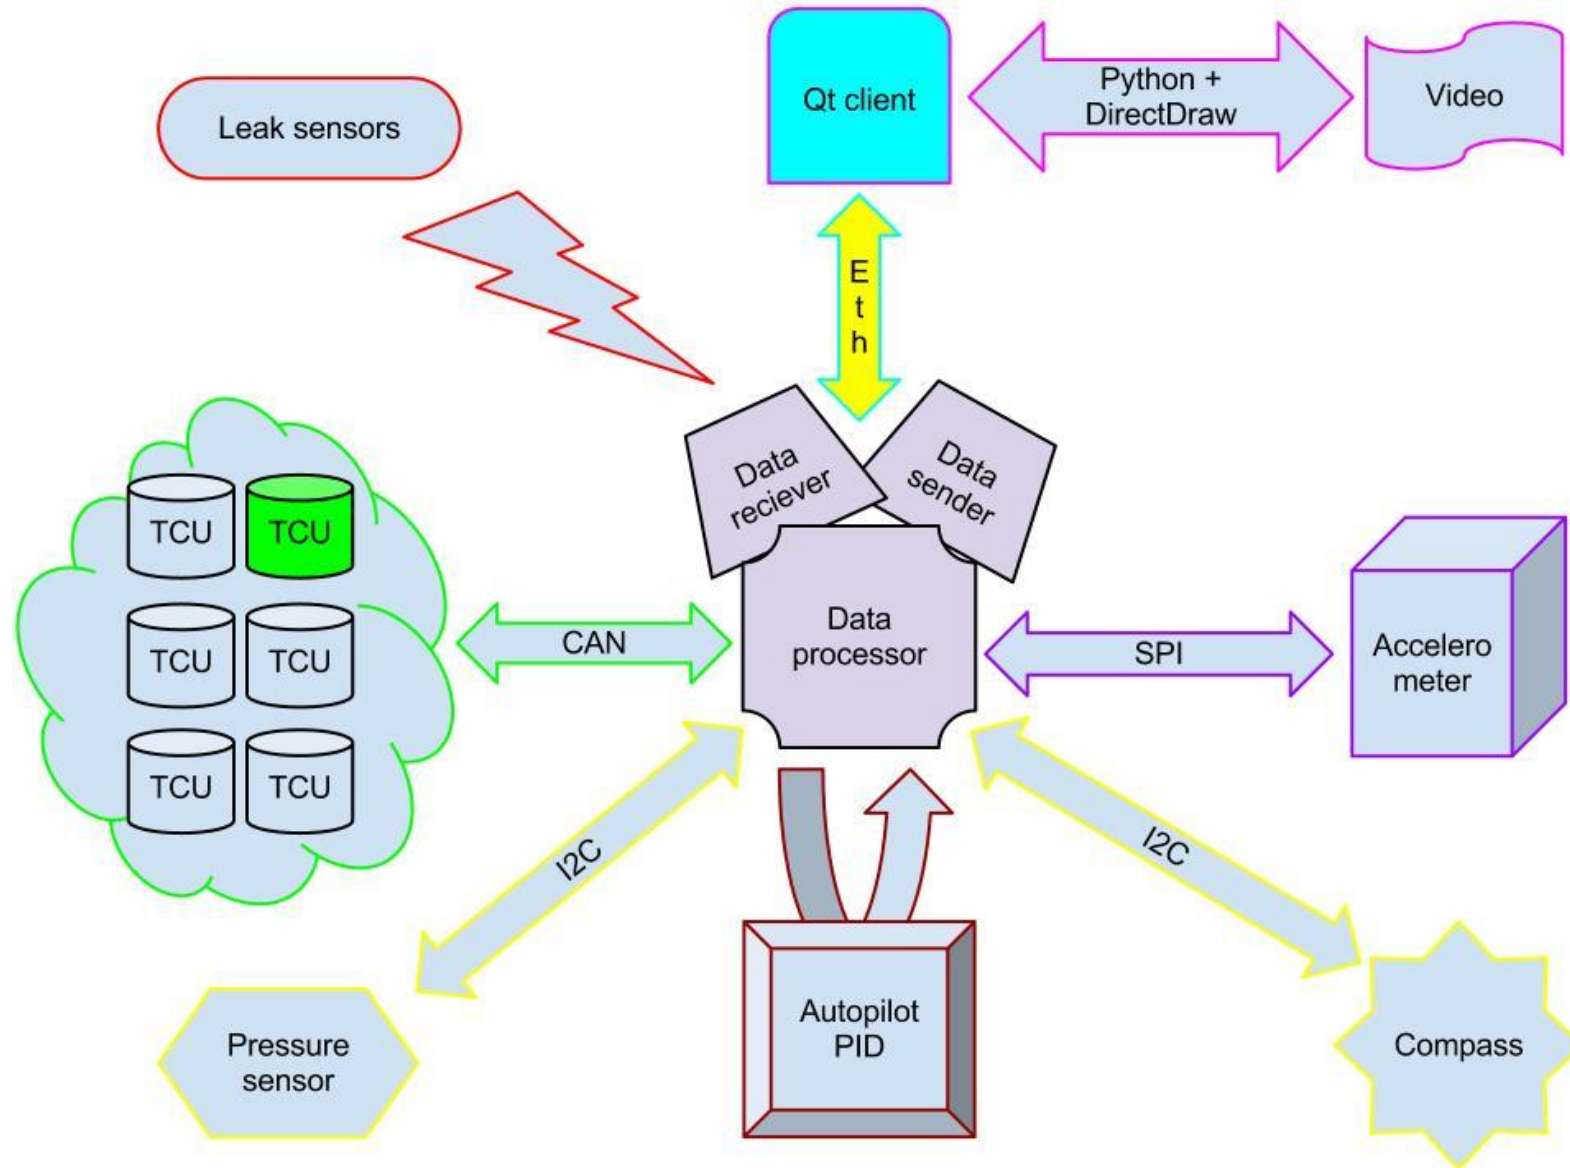 Leak sensors
Qt client
Python +
DirectDraw
Video
E
t
h
Data
reciever
Data
sender
TCU
TCU
TCU
TCU
TCU
TCU
CAN
Data
processor
SPI
Accelero
meter
I2C
I2C
Pressure
sensor
Autopilot
PID
Compass